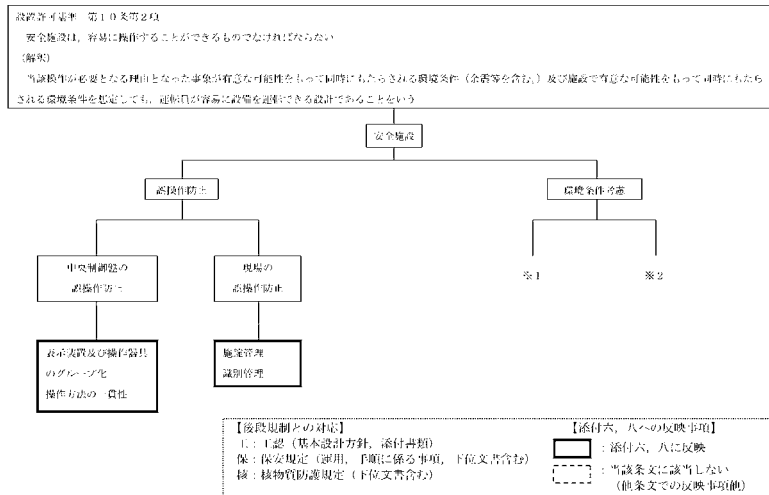 設置許可基準 第10条第2項
安全施設は，容易に操作することができるものでなければならない
（解釈）
当該操作が必要となる理由となった事象が有意な可能性をもって同時にもたらされる環境条件（余震等を含む。）及び施設で有意な可能性をもって同時にもたら
される環境条件を想定しても，運転員が容易に設備を運転できる設計であることをいう
安全施設
誤操作防止
環境条件考慮
中央制御盤の
誤操作防止
現場の
誤操作防止
※1
※2
表示装置及び操作器具
のグループ化
操作方法の一貫性
施錠管理
識別管理
【後段規制との対応】
工：工認（基本設計方針，添付書類）
保：保安規定（運用，手順に係る事項，下位文書含む）
核：核物質防護規定（下位文書含む）
【添付六，八への反映事項】
：添付六，八に反映
：当該条文に該当しない
（他条文での反映事項他）